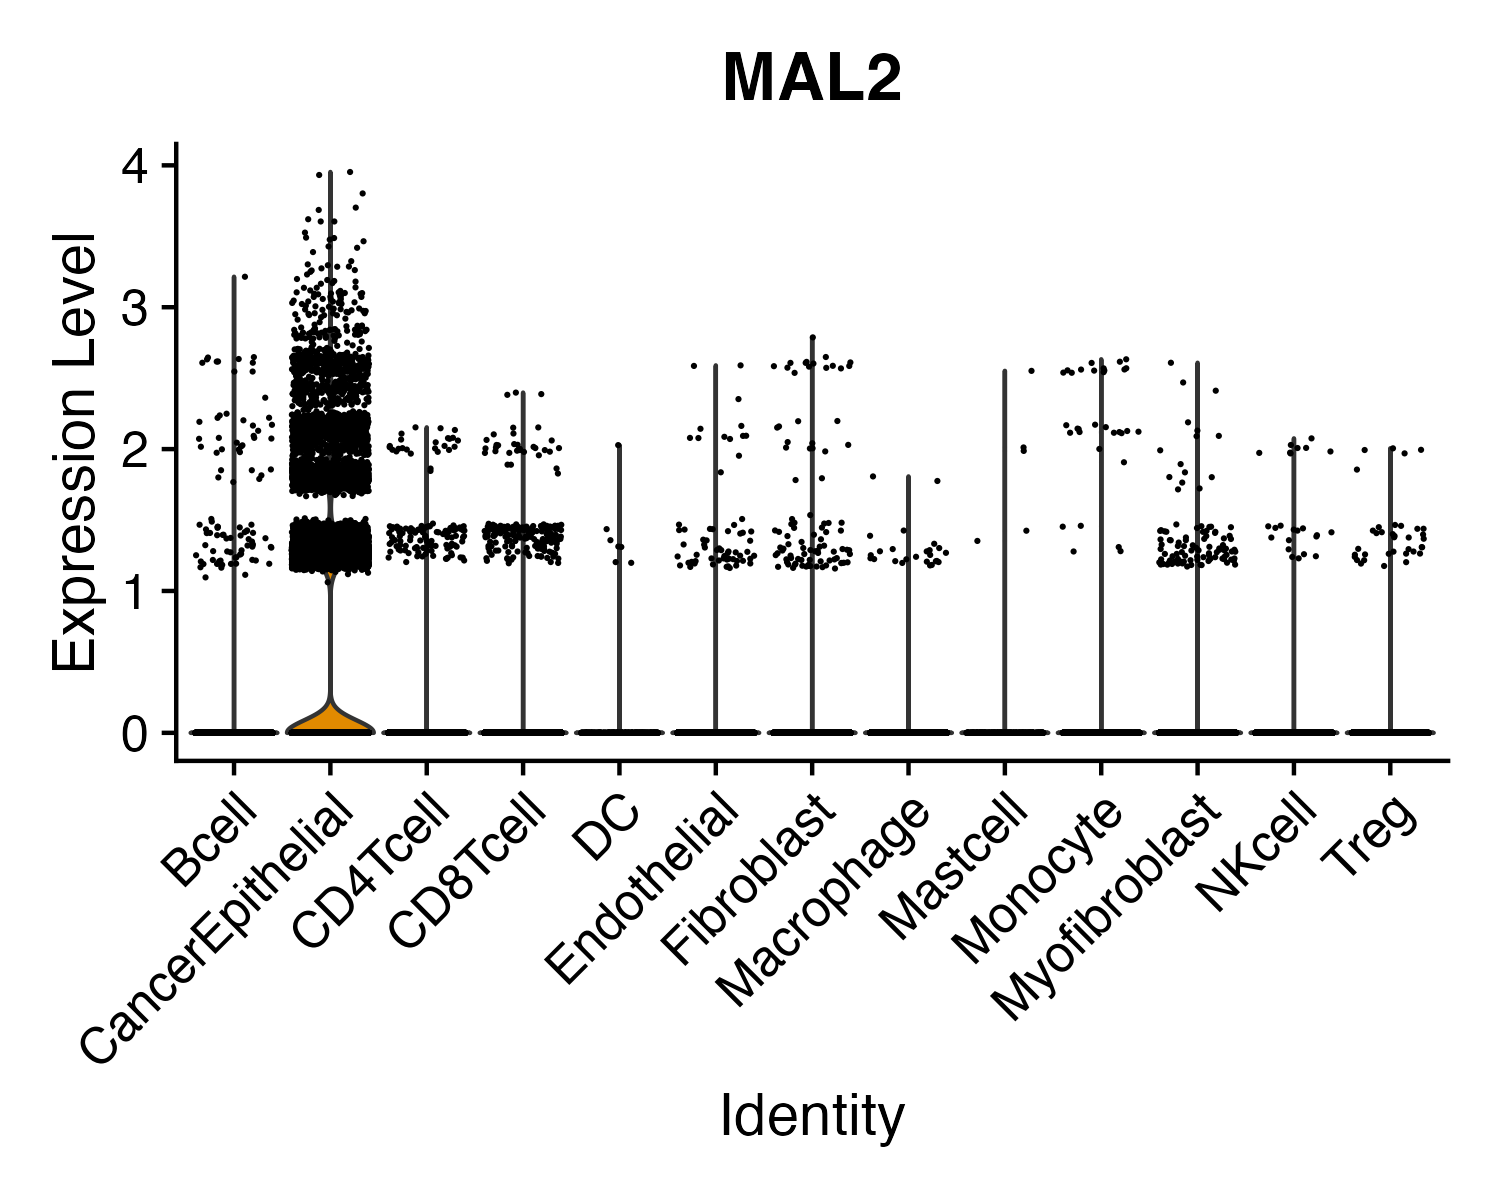 MAL2
Expression Level
4
3
2
1
0
Bcell
CancerEpithelial
CD4Tcell
CD8Tcell
DC
Endothelial
Fibroblast
Macrophage
Mastcell
Monocyte
Myofibroblast
NKcell
Treg
Identity